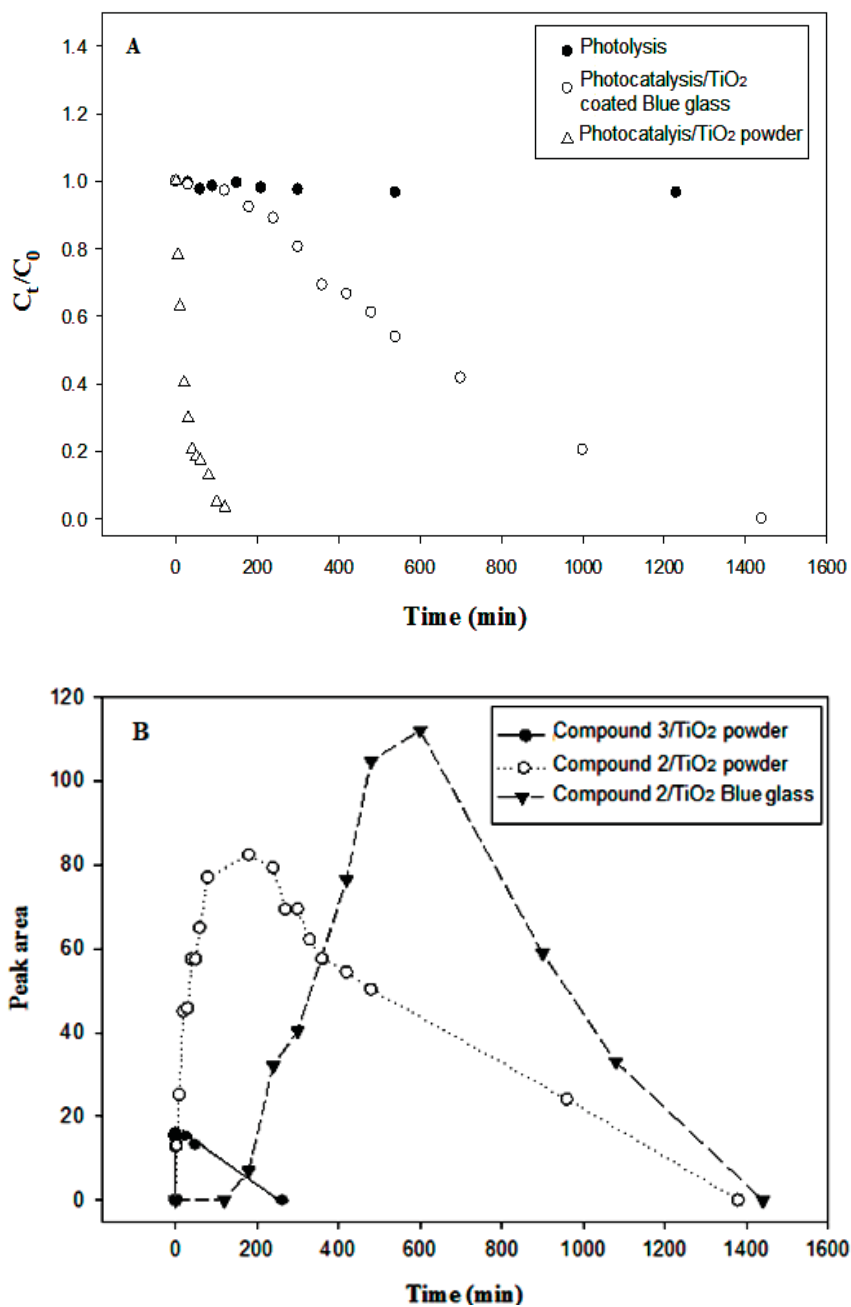 A
Photolysis
Photocatalysis/TiO2
coated Blue glass
Photocatalyis/TiO2 powder
1.4
1.2
1.0
0.8
0.6
0.4
0.2
0.0
Ct/C0
0 200 400 600 800 1000 1200 1400 1600
Time (min)
B
Compound 3/TiO2 powder
Compound 2/TiO2 powder
Compound 2/TiO2 Blue glass
120
100
80
60
40
20
0
Peak area
0 200 400 600 800 1000 1200 1400 1600
Time (min)